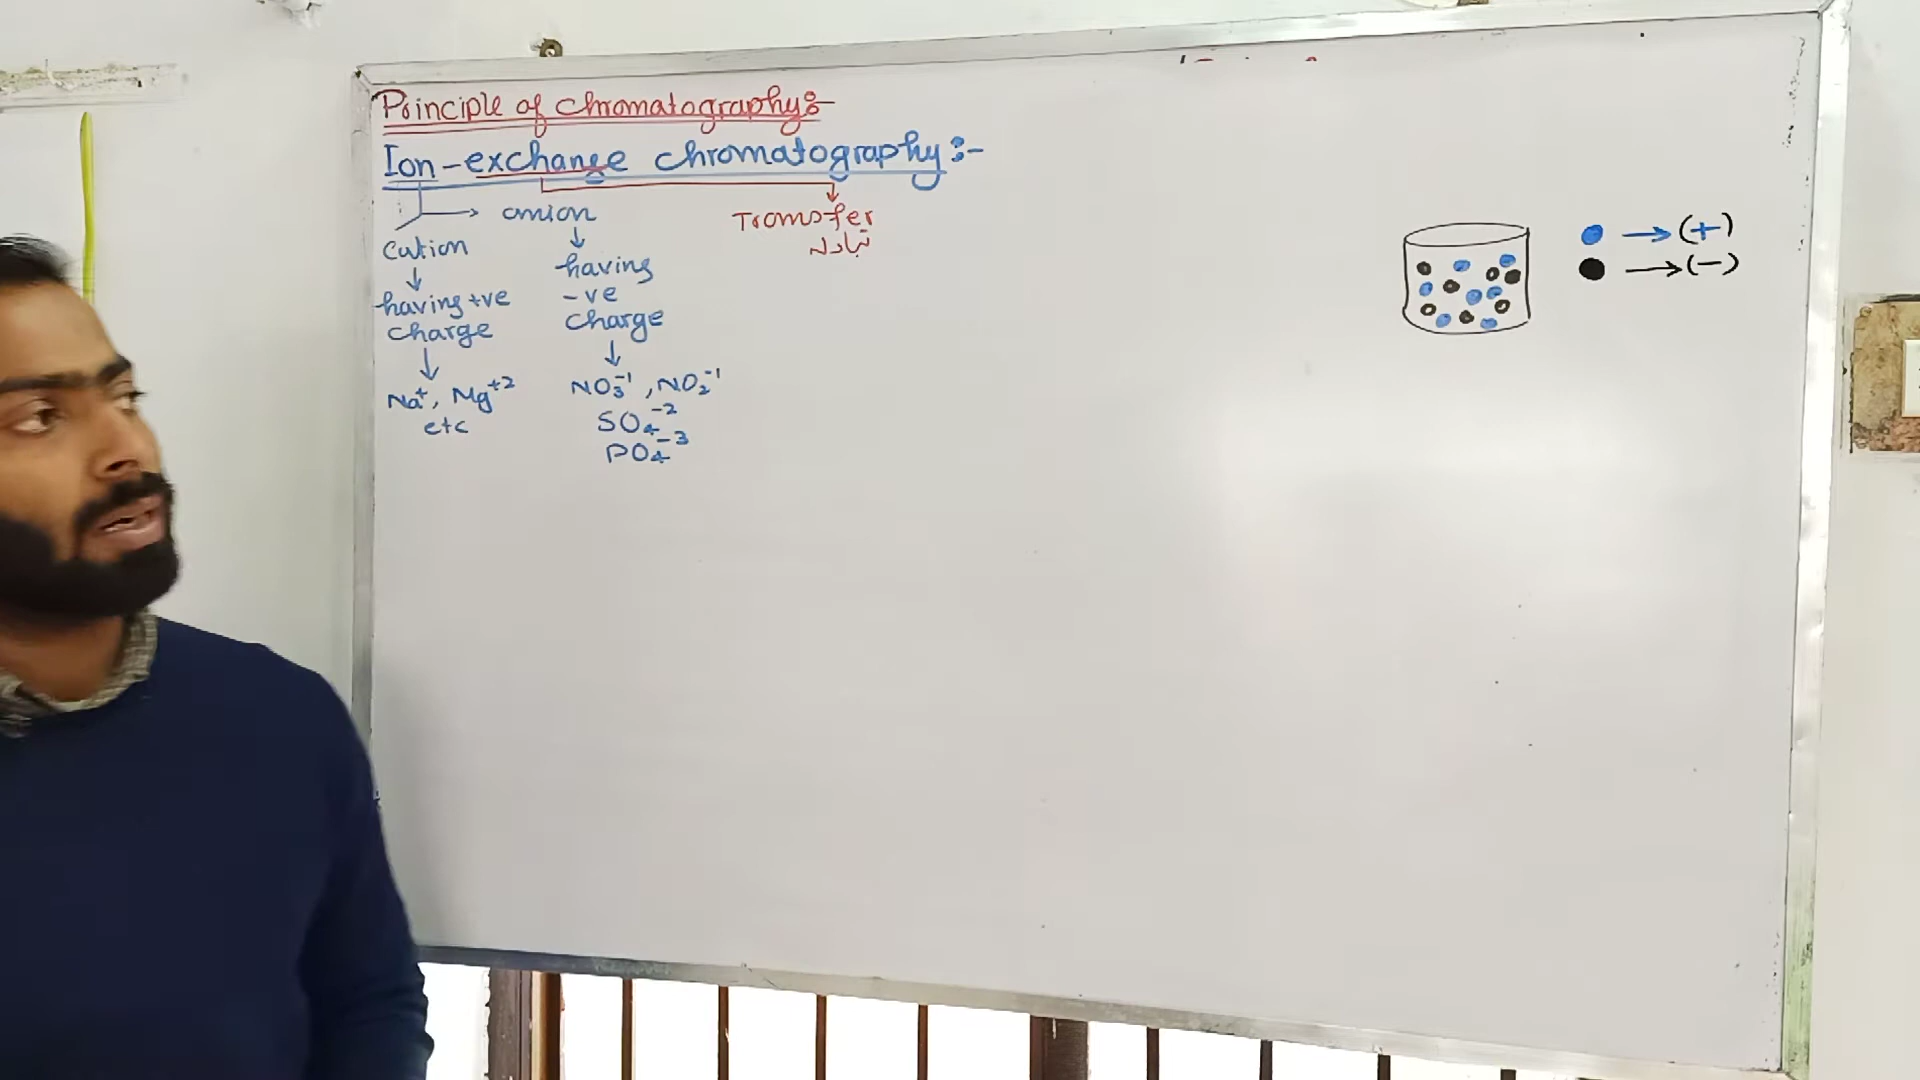 Principle of chromatography:-
Ion-exchange chromatography:-
anion
Transfer
تبادلہ
cation
having
-ve
charge
having +ve
charge
NO₃⁻¹, NO₂⁻¹
SO₄⁻²
PO₄⁻³
Na⁺, Mg⁺²
etc
→(+)
→(-)